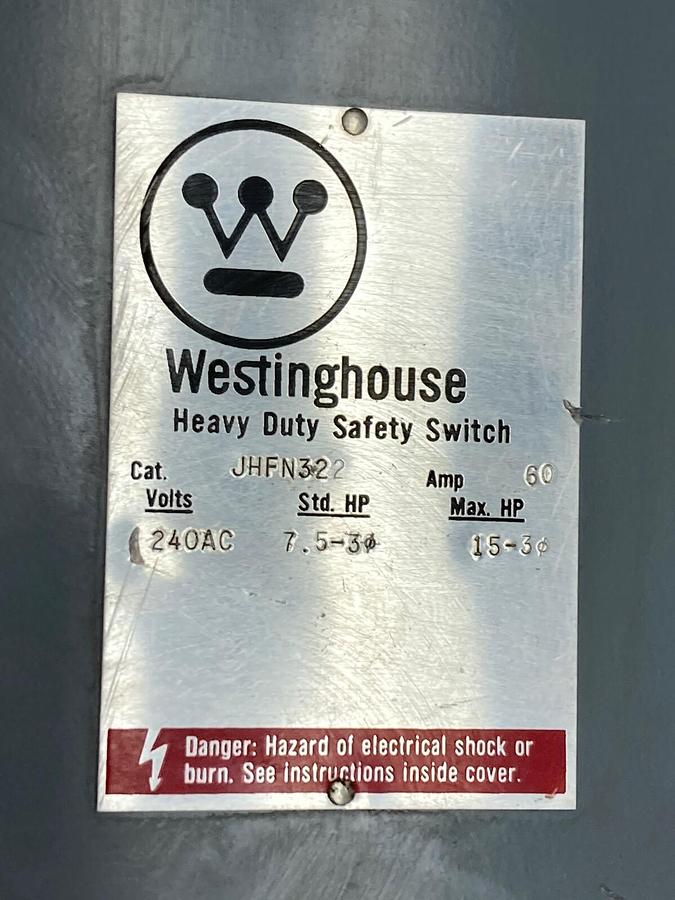 Westinghouse
Heavy Duty Safety Switch
Cat. JHFN322 Amp 60
Volts Std. HP Max. HP
240AC 7.5-3ϕ 15-3ϕ
Danger: Hazard of electrical shock or
burn. See instructions inside cover.